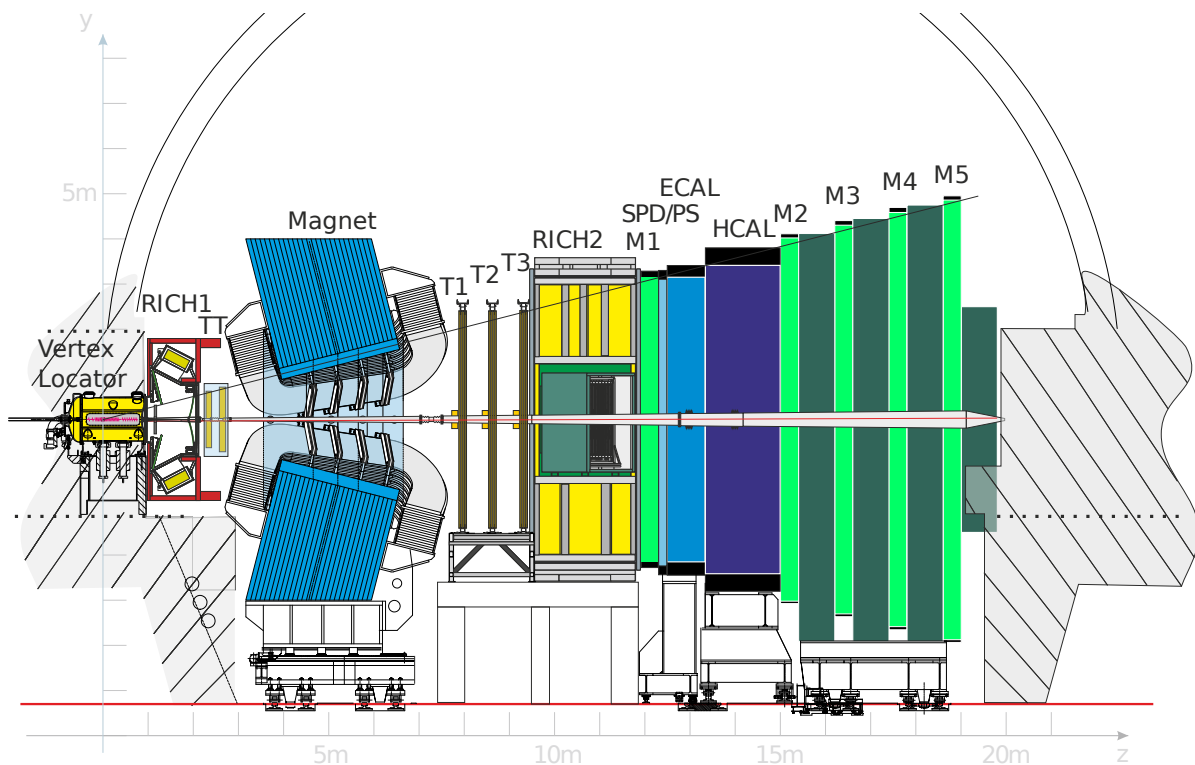 y
5m
Magnet
RICH1
TT
Vertex
Locator
T1
T2
T3
RICH2
M1
SPD/PS
ECAL
HCAL
M2
M3
M4
M5
5m
10m
15m
20m
z